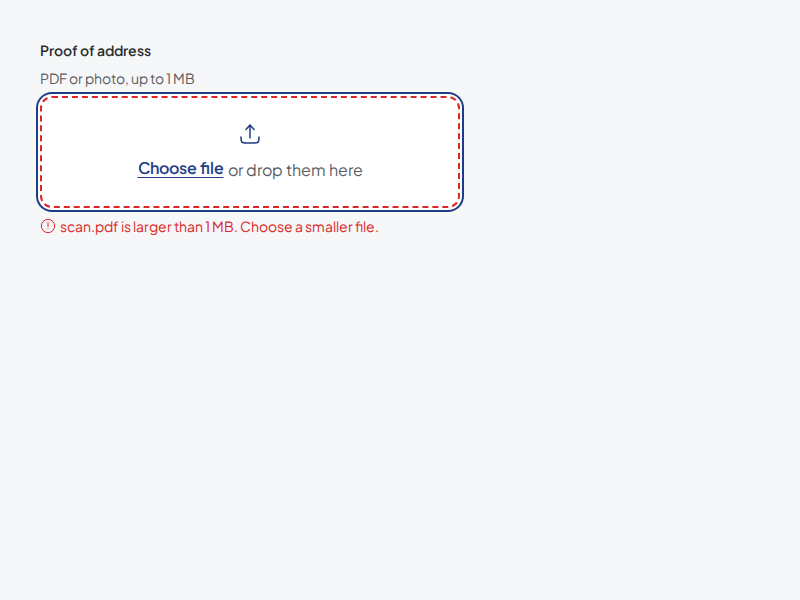 Proof of address
PDF or photo, up to 1 MB
Choose file or drop them here
scan.pdf is larger than 1 MB. Choose a smaller file.